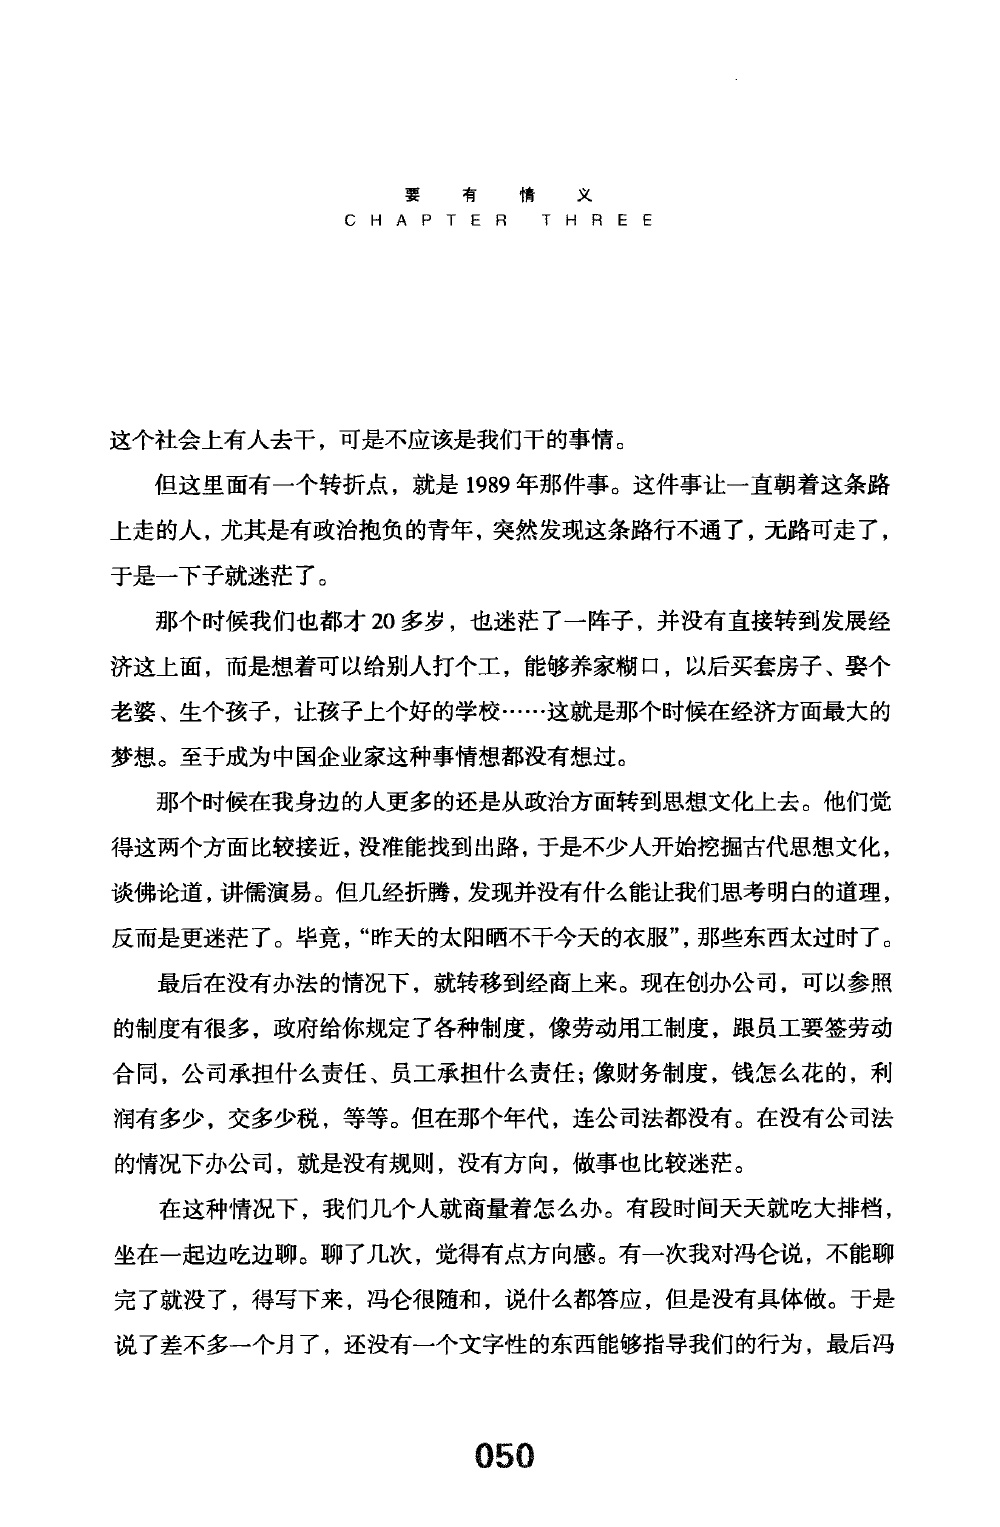 要有情义
CHAPTER THREE
这个社会上有人去干，可是不应该是我们干的事情。
但这里面有一个转折点，就是1989年那件事。这件事让一直朝着这条路
上走的人，尤其是有政治抱负的青年，突然发现这条路行不通了，无路可走了，
于是一下子就迷茫了。
那个时候我们也都才20多岁，也迷茫了一阵子，并没有直接转到发展经
济这上面，而是想着可以给别人打个工，能够养家糊口，以后买套房子、娶个
老婆、生个孩子，让孩子上个好的学校……这就是那个时候在经济方面最大的
梦想。至于成为中国企业家这种事情想都没有想过。
那个时候在我身边的人更多的还是从政治方面转到思想文化上去。他们觉
得这两个方面比较接近，没准能找到出路，于是不少人开始挖掘古代思想文化，
谈佛论道，讲儒演易。但几经折腾，发现并没有什么能让我们思考明白的道理，
反而是更迷茫了。毕竟，“昨天的太阳晒不干今天的衣服”，那些东西太过时了。
最后在没有办法的情况下，就转移到经商上来。现在创办公司，可以参照
的制度有很多，政府给你规定了各种制度，像劳动用工制度，跟员工要签劳动
合同，公司承担什么责任、员工承担什么责任；像财务制度，钱怎么花的，利
润有多少，交多少税，等等。但在那个年代，连公司法都没有。在没有公司法
的情况下办公司，就是没有规则，没有方向，做事也比较迷茫。
在这种情况下，我们几个人就商量着怎么办。有段时间天天就吃大排档，
坐在一起边吃边聊。聊了几次，觉得有点方向感。有一次我对冯仑说，不能聊
完了就没了，得写下来，冯仑很随和，说什么都答应，但是没有具体做。于是
说了差不多一个月了，还没有一个文字性的东西能够指导我们的行为，最后冯
050